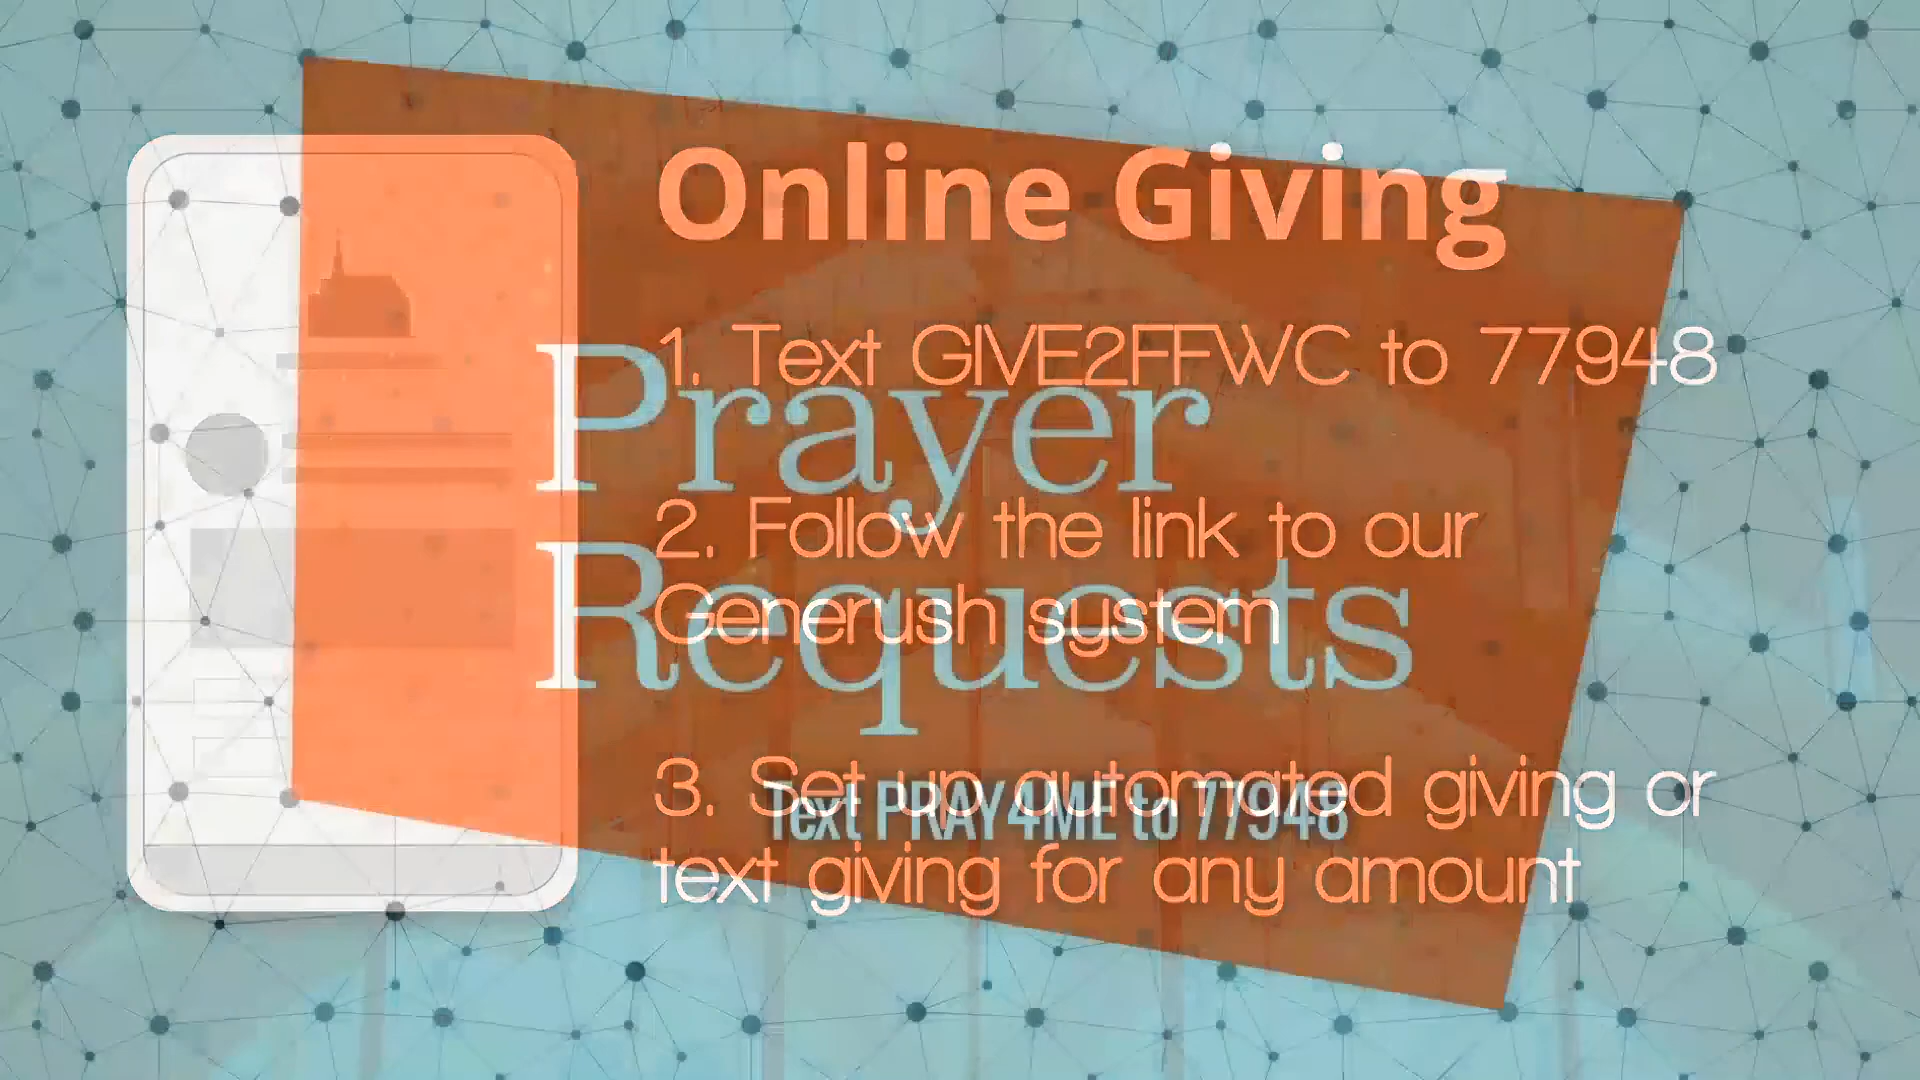 Online Giving
1. Text GIVE2FFWC to 77948
Prayer
2. Follow the link to our
Requests
Generush system
3. Set up automated giving or
Text PRAY4ME to 77948
text giving for any amount